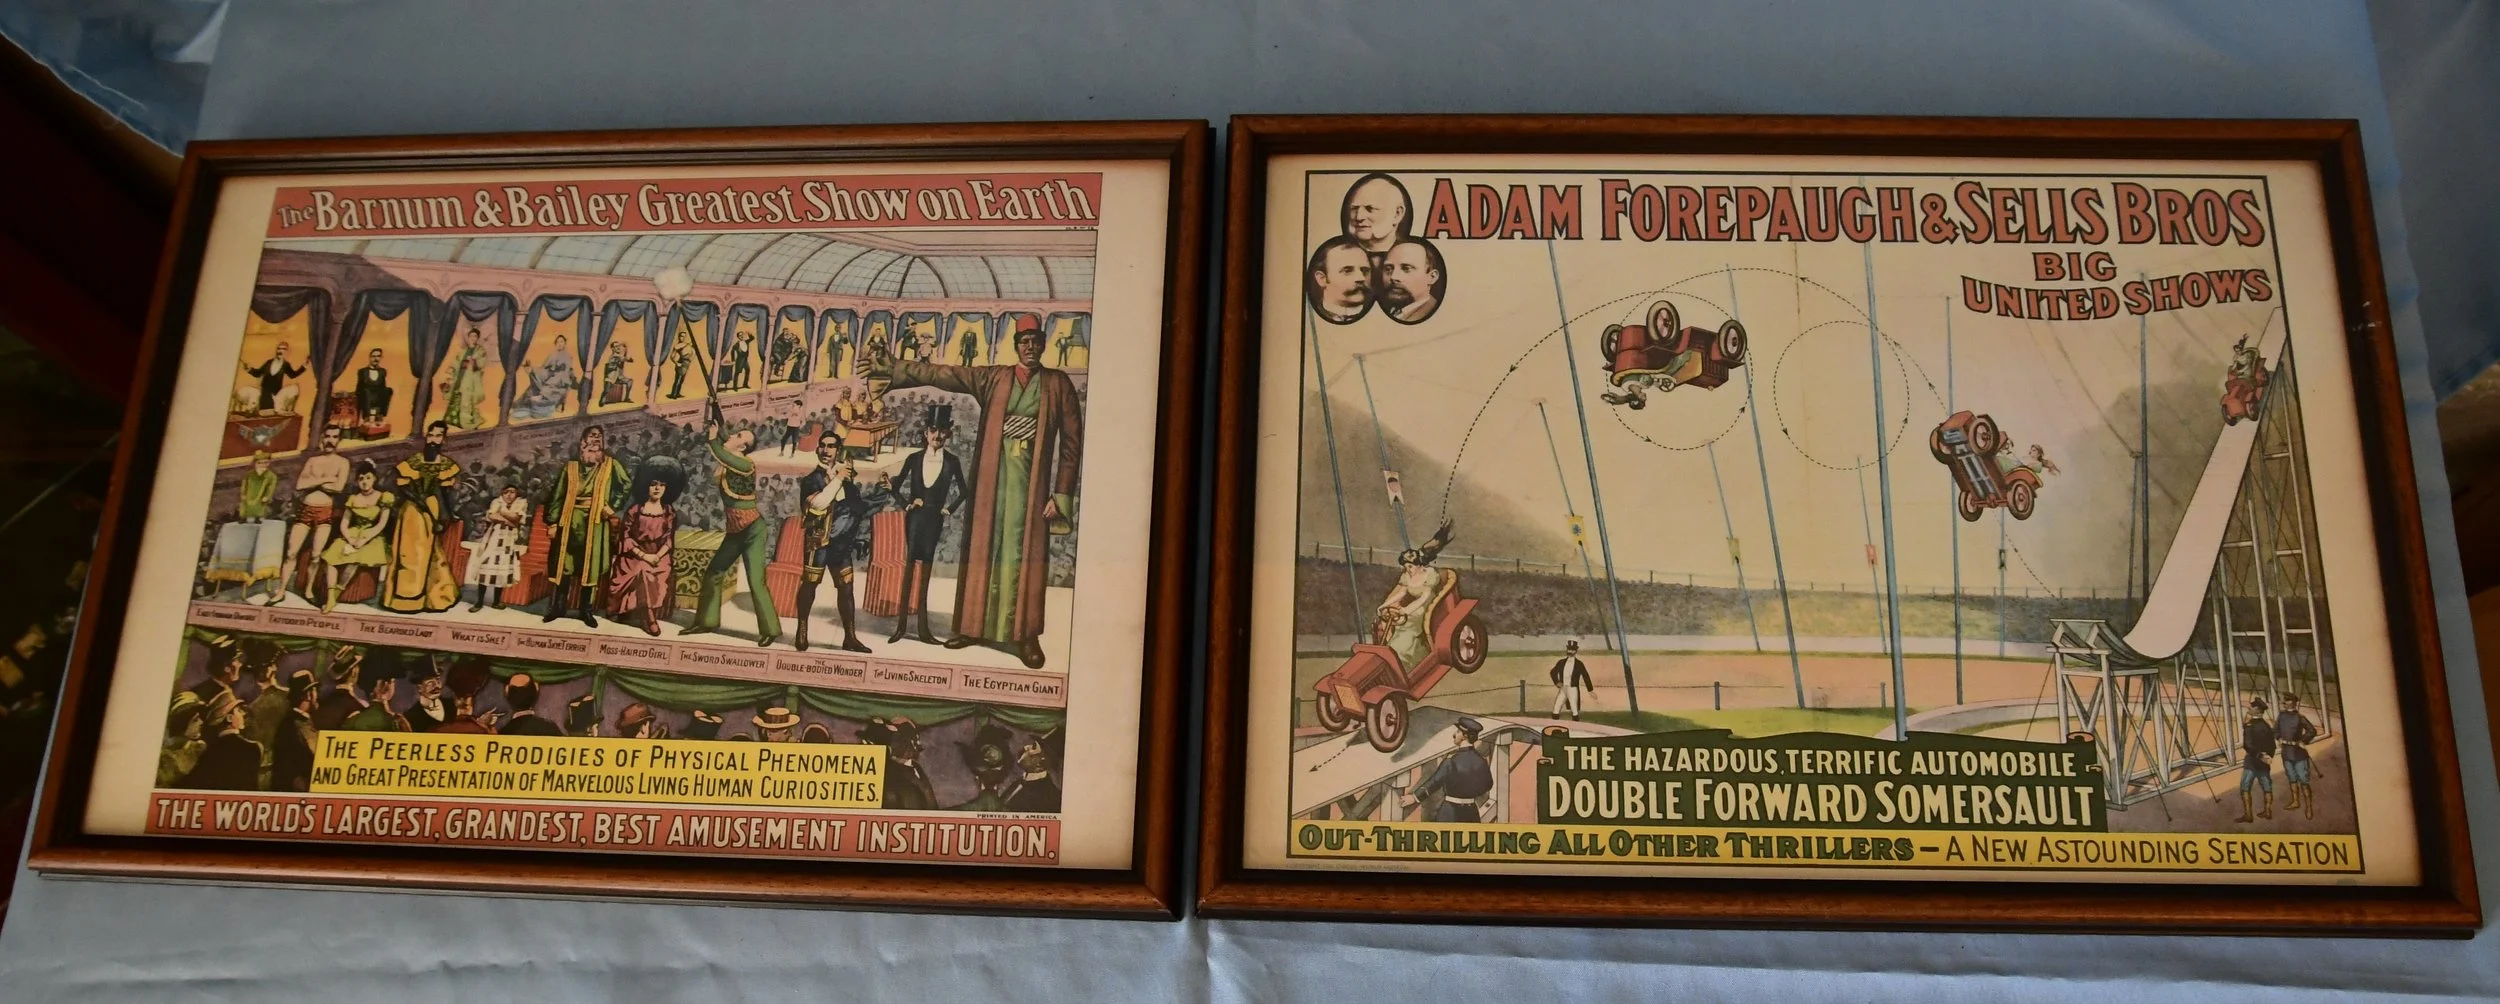 The Barnum & Bailey Greatest Show on Earth
TATTOOED PEOPLE
THE BEARDED LADY
WHAT IS SHE?
THE HUMAN SKYE TERRIER
MOSS-HAIRED GIRL
THE SWORD SWALLOWER
THE DOUBLE-BODIED WONDER
THE LIVING SKELETON
THE EGYPTIAN GIANT
THE PEERLESS PRODIGIES OF PHYSICAL PHENOMENA
AND GREAT PRESENTATION OF MARVELOUS LIVING HUMAN CURIOSITIES.
PRINTED IN AMERICA
THE WORLD'S LARGEST, GRANDEST, BEST AMUSEMENT INSTITUTION.
ADAM FOREPAUGH & SELLS BROS
BIG
UNITED SHOWS
THE HAZARDOUS, TERRIFIC AUTOMOBILE
DOUBLE FORWARD SOMERSAULT
OUT-THRILLING ALL OTHER THRILLERS – A NEW ASTOUNDING SENSATION